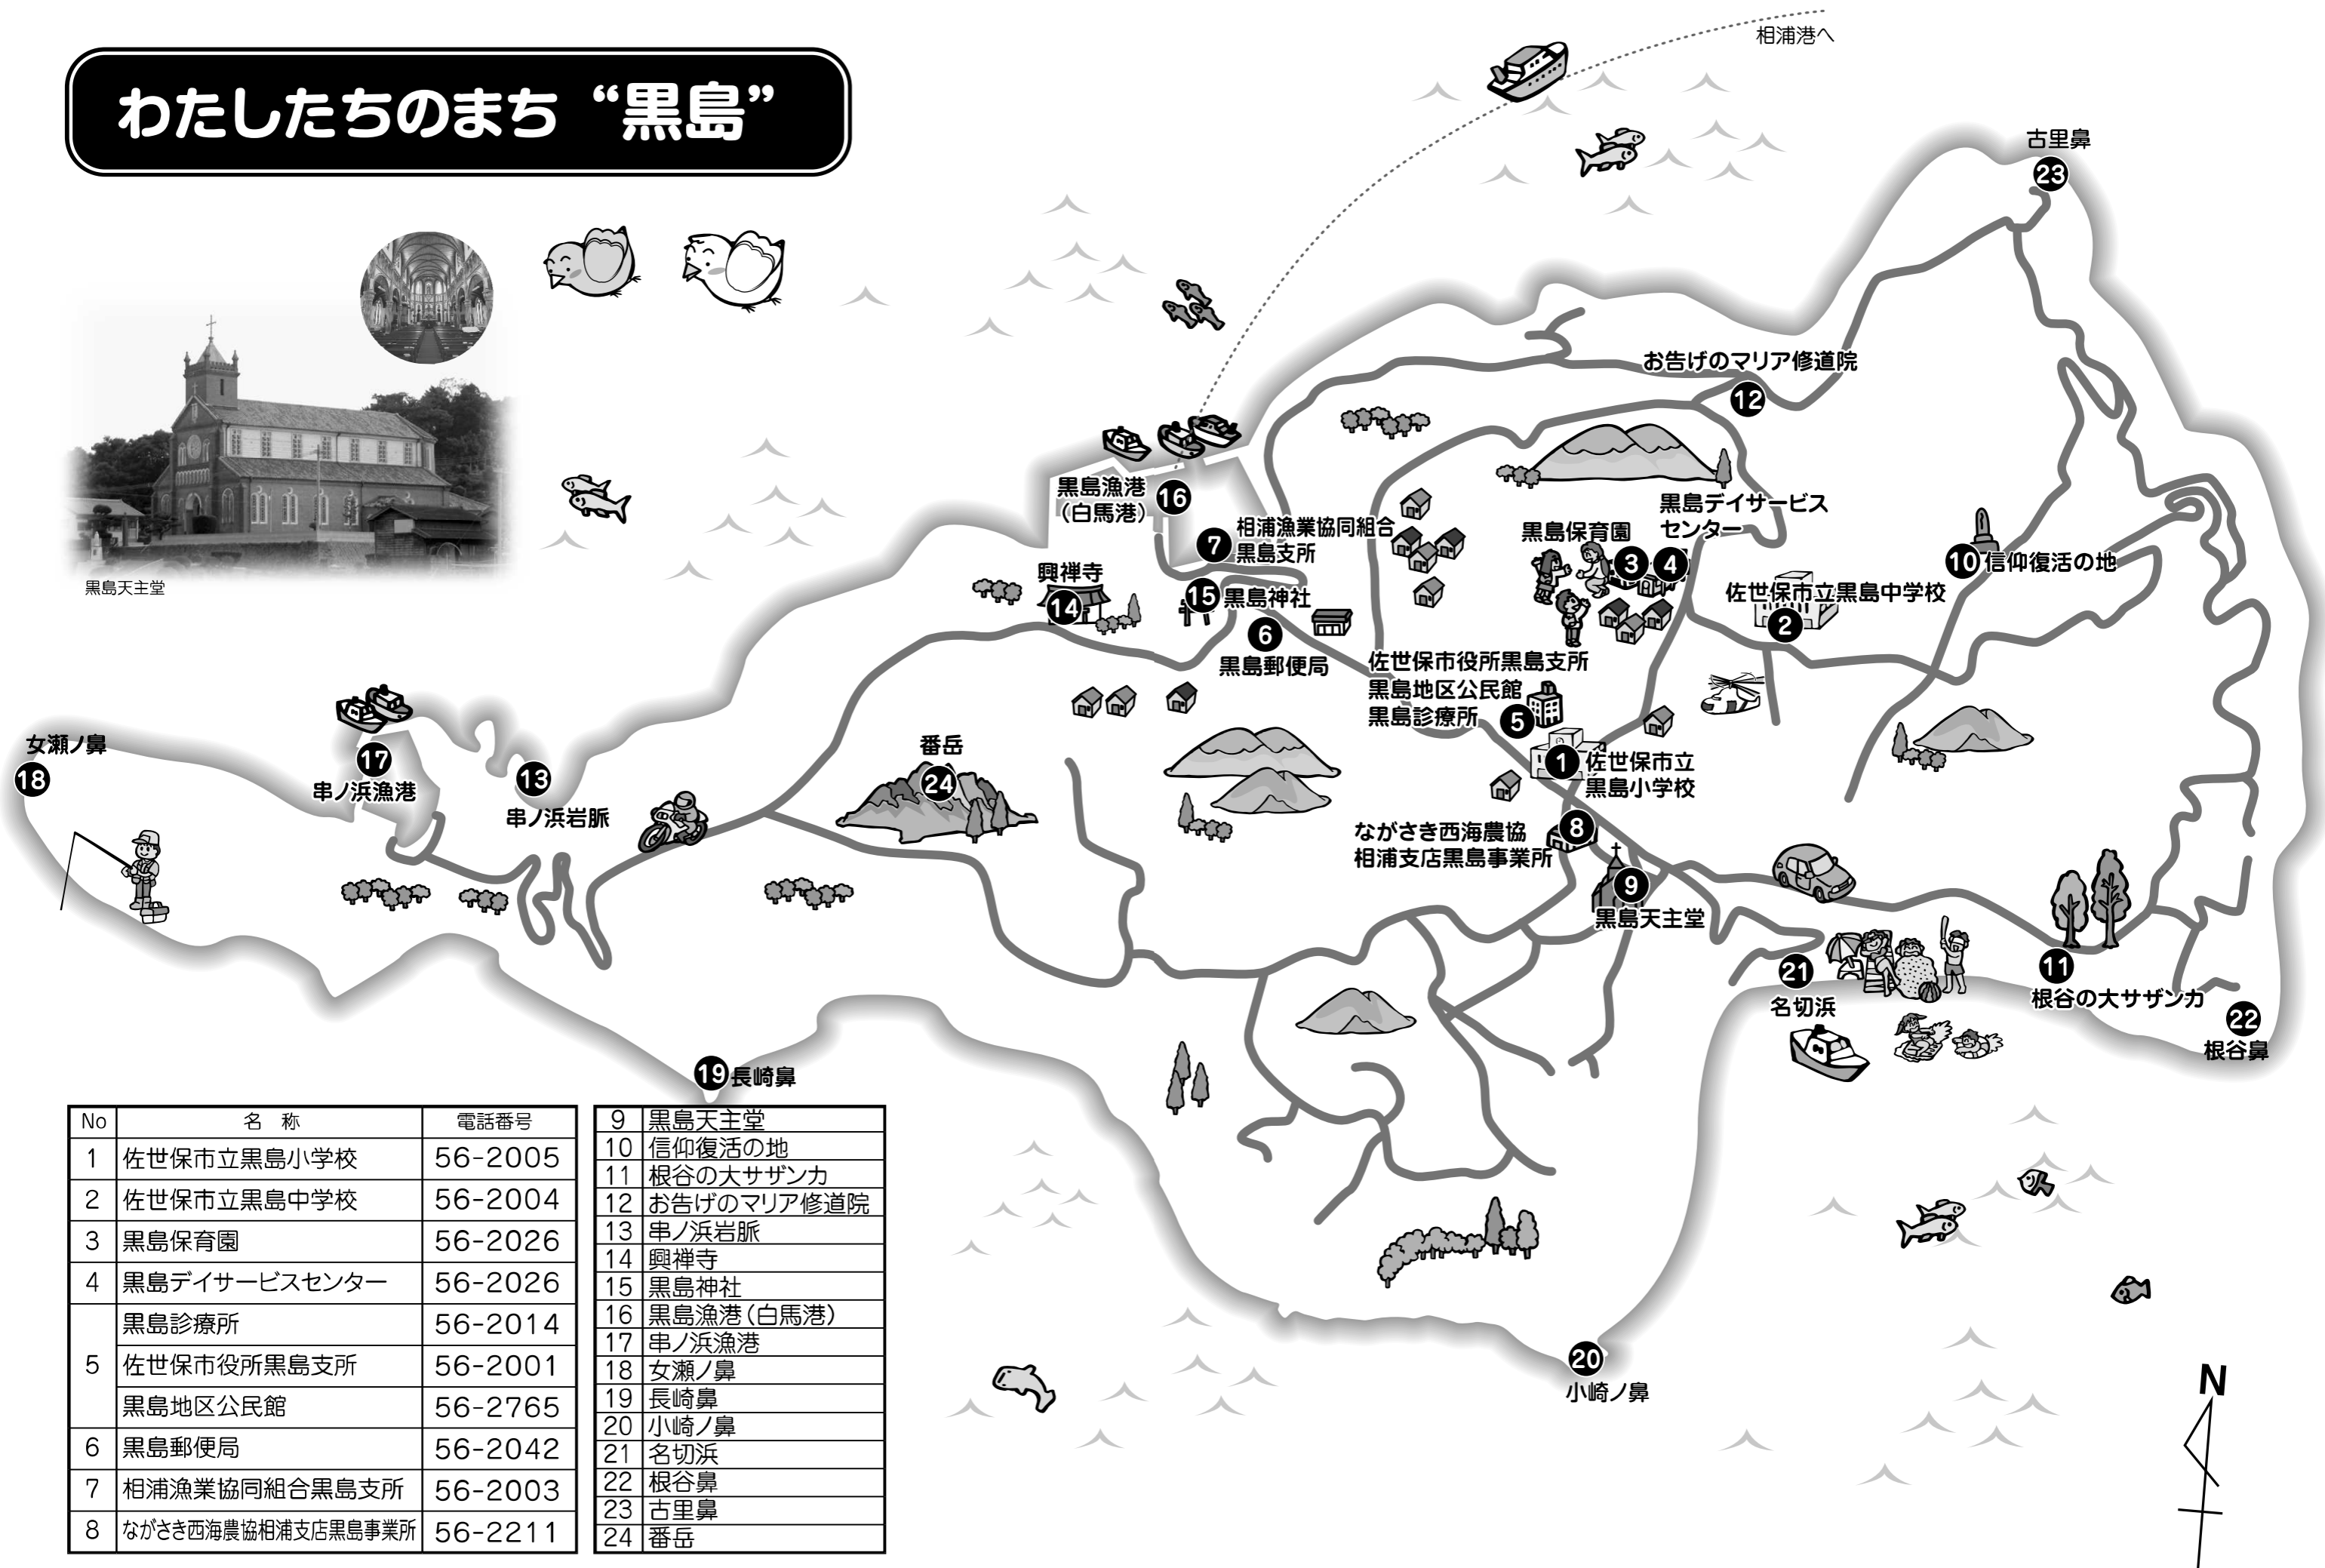 わたしたちのまち “黒島”
相浦港へ
黒島天主堂
古里鼻
23
お告げのマリア修道院
12
黒島漁港
(白馬港)
16
7
相浦漁業協同組合
黒島支所
興禅寺
14
15
黒島神社
6
黒島郵便局
黒島保育園
3
黒島デイサービス
センター
4
佐世保市立黒島中学校
2
10
信仰復活の地
佐世保市役所黒島支所
黒島地区公民館
黒島診療所
5
1
佐世保市立
黒島小学校
女瀬ノ鼻
18
17
串ノ浜漁港
13
串ノ浜岩脈
番岳
24
ながさき西海農協
相浦支店黒島事業所
8
9
黒島天主堂
21
名切浜
11
根谷の大サザンカ
22
根谷鼻
19
長崎鼻
20
小崎ノ鼻
N
No 名 称 電話番号
1 佐世保市立黒島小学校 56-2005
2 佐世保市立黒島中学校 56-2004
3 黒島保育園 56-2026
4 黒島デイサービスセンター 56-2026
5 黒島診療所 56-2014
佐世保市役所黒島支所 56-2001
黒島地区公民館 56-2765
6 黒島郵便局 56-2042
7 相浦漁業協同組合黒島支所 56-2003
8 ながさき西海農協相浦支店黒島事業所 56-2211
9 黒島天主堂
10 信仰復活の地
11 根谷の大サザンカ
12 お告げのマリア修道院
13 串ノ浜岩脈
14 興禅寺
15 黒島神社
16 黒島漁港(白馬港)
17 串ノ浜漁港
18 女瀬ノ鼻
19 長崎鼻
20 小崎ノ鼻
21 名切浜
22 根谷鼻
23 古里鼻
24 番岳